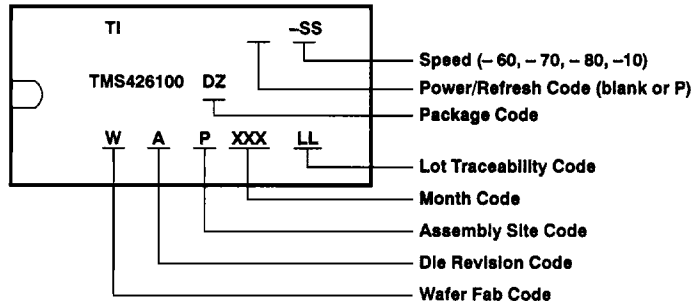 TI
-SS
Speed (– 60, – 70, – 80, –10)
TMS426100 DZ
Power/Refresh Code (blank or P)
Package Code
W A P XXX LL
Lot Traceability Code
Month Code
Assembly Site Code
Die Revision Code
Wafer Fab Code